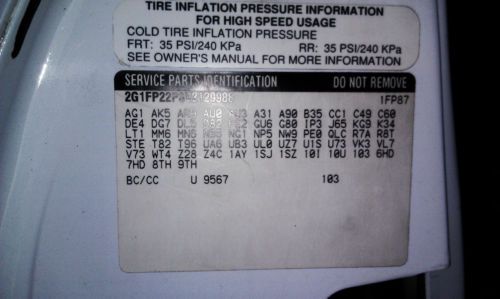 TIRE INFLATION PRESSURE INFORMATION
FOR HIGH SPEED USAGE
COLD TIRE INFLATION PRESSURE
FRT: 35 PSI/240 KPa RR: 35 PSI/240 KPa
SEE OWNER'S MANUAL FOR MORE INFORMATION
SERVICE PARTS IDENTIFICATION DO NOT REMOVE
1FP87
AG1 AK5 AU0 AU3 A31 A90 B35 CC1 C49 C60
DE4 DG7 GU6 G80 IP3 J65 KG9 K34
LT1 MM6 NC1 NP5 NW9 PE0 QLC R7A R8T
STE T82 T96 UA6 UB3 UL0 UZ7 U1S U73 VK3 VL7
V73 WT4 Z28 Z4C 1AY 1SJ 1SZ 10I 10U 103 6HD
7HD 8TH 9TH
BC/CC U 9567 103